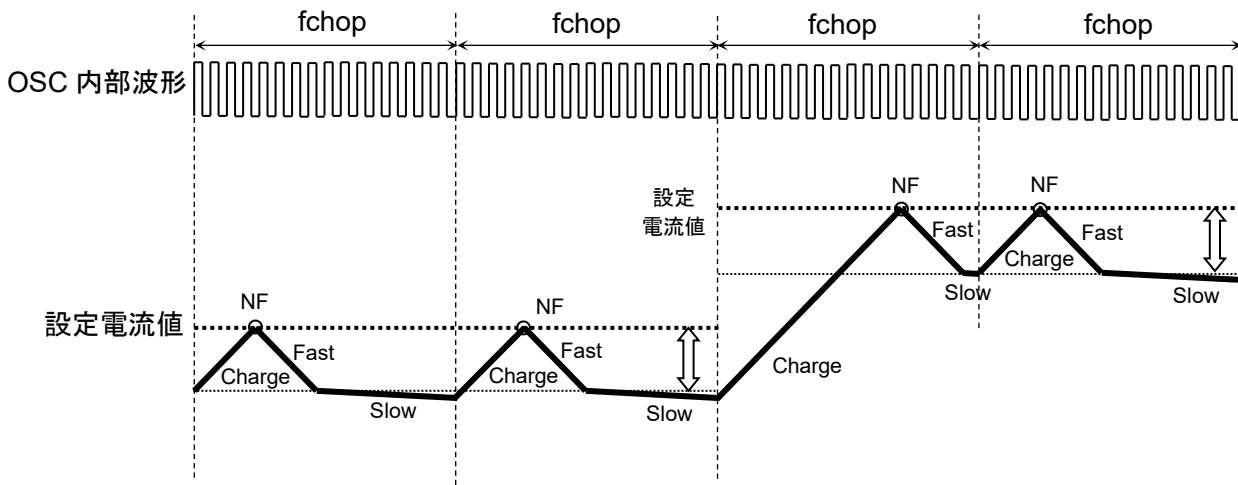 fchop fchop fchop fchop
OSC 内部波形
設定
電流値
NF NF
Fast Fast
Charge Charge
Slow Slow
設定電流値
NF NF
Fast Fast
Charge Charge Charge
Slow Slow